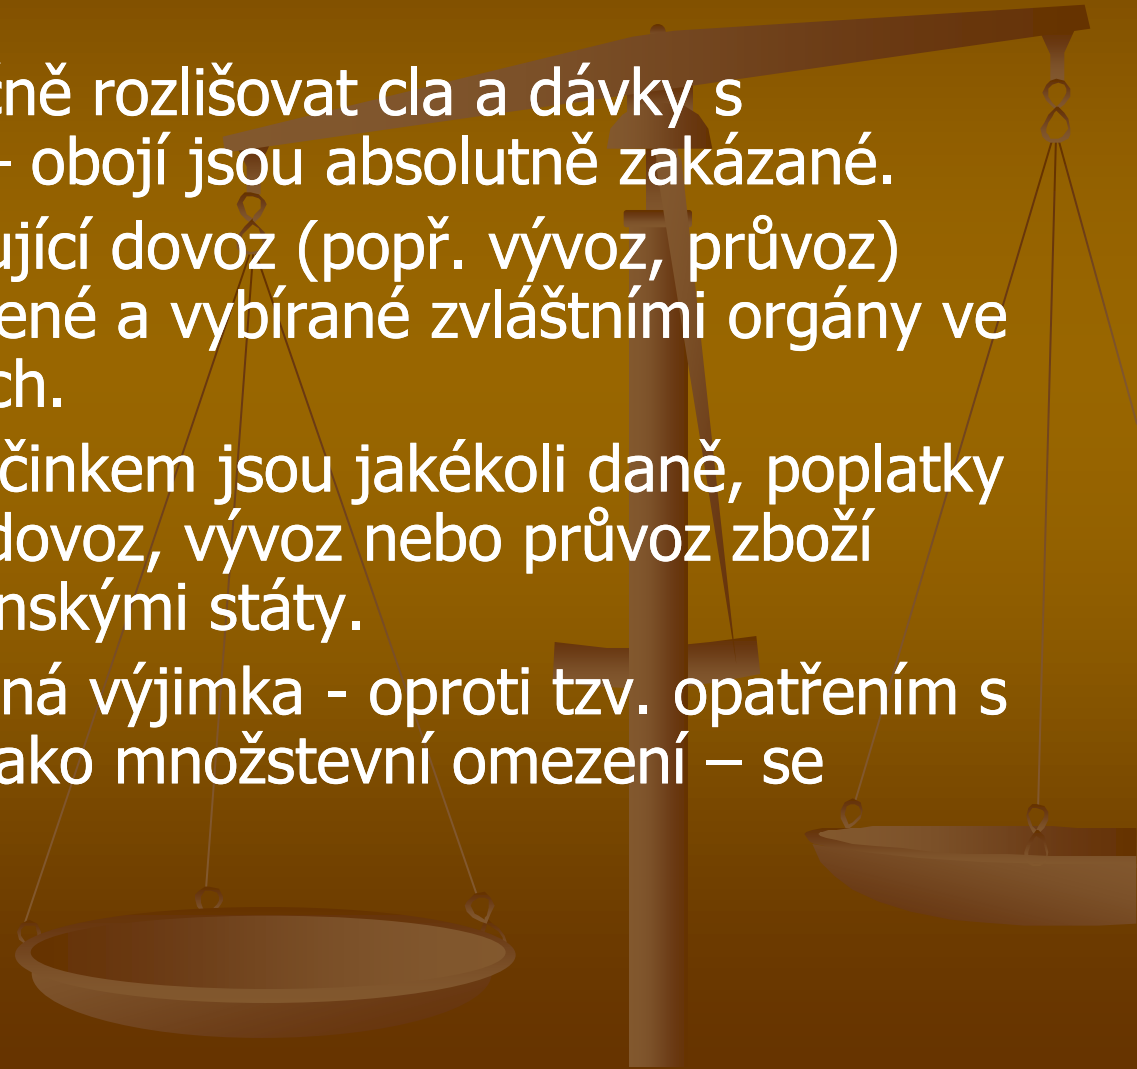 čně rozlišovat cla a dávky s
– obojí jsou absolutně zakázané.
ující dovoz (popř. vývoz, průvoz)
ené a vybírané zvláštními orgány ve
ch.
činkem jsou jakékoli daně, poplatky
dovoz, vývoz nebo průvoz zboží
nskými státy.
ná výjimka - oproti tzv. opatřením s
ako množstevní omezení – se